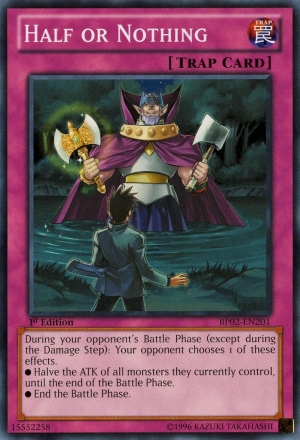 Half or Nothing
TRAP
罠
[Trap Card]
1st Edition
BP02-EN201
During your opponent's Battle Phase (except during
the Damage Step): Your opponent chooses 1 of these
effects.
● Halve the ATK of all monsters they currently control,
until the end of the Battle Phase.
● End the Battle Phase.
15552258
©1996 KAZUKI TAKAHASHI